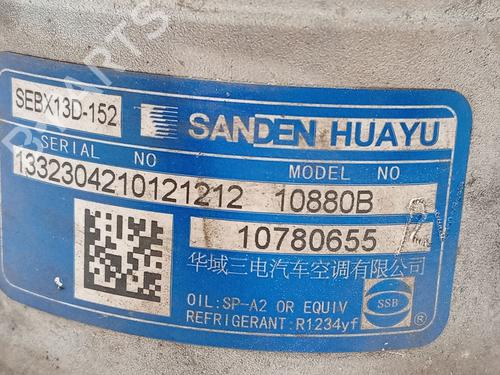 B-PARTS
SEBX13D-152
SANDEN HUAYU
SERIAL NO
MODEL NO
1332304210121212
10880B
10780655
华域三电汽车空调有限公司
OIL:SP-A2 OR EQUIV
REFRIGERANT:R1234yf
SSB
®